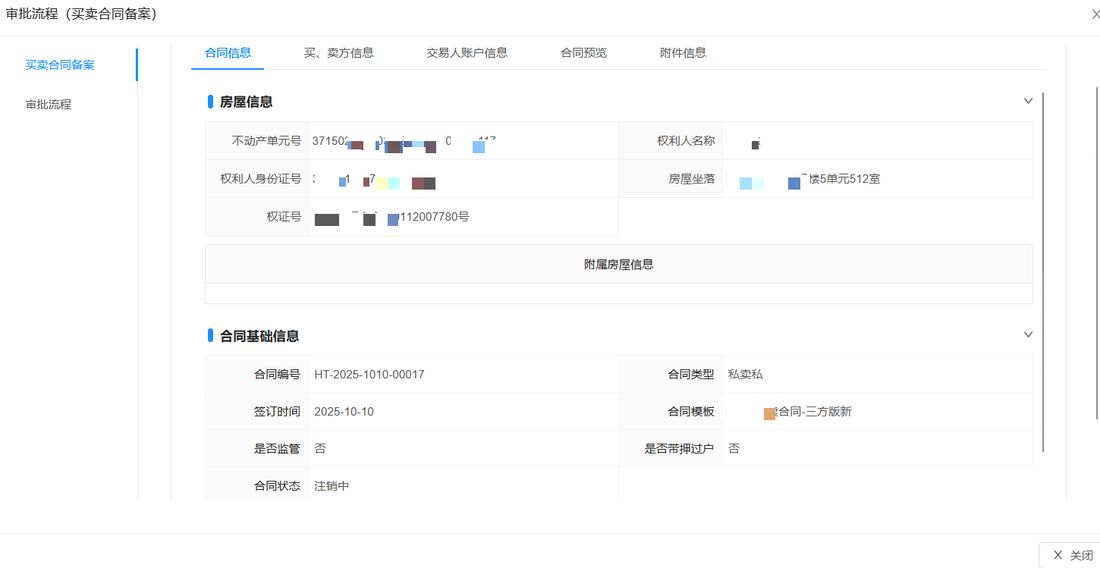 审批流程（买卖合同备案）
买卖合同备案
审批流程
合同信息 买、卖方信息 交易人账户信息 合同预览 附件信息
房屋信息
不动产单元号 37150 权利人名称
权利人身份证号 房屋坐落 楼5单元512室
权证号 112007780号
附属房屋信息
合同基础信息
合同编号 HT-2025-1010-00017 合同类型 私卖私
签订时间 2025-10-10 合同模板 合同-三方版新
是否监管 否 是否带押过户 否
合同状态 注销中
关闭